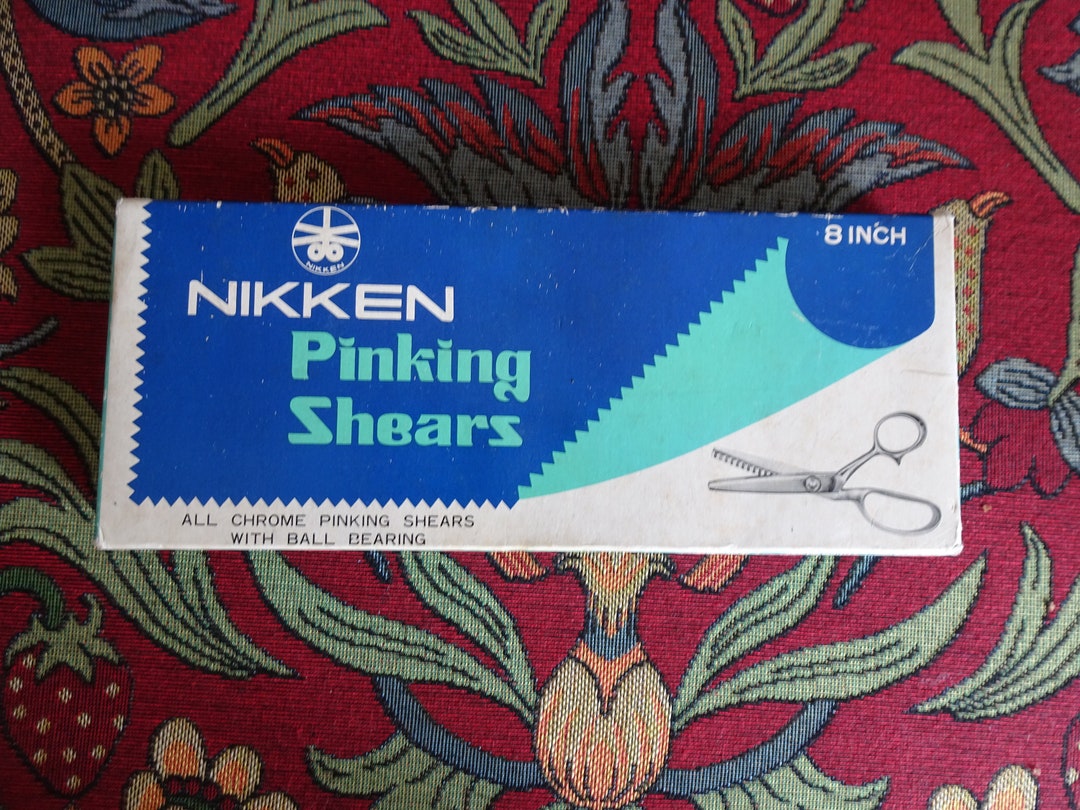 NIKKEN
8 INCH
NIKKEN
Pinking
Shears
ALL CHROME PINKING SHEARS
WITH BALL BEARING